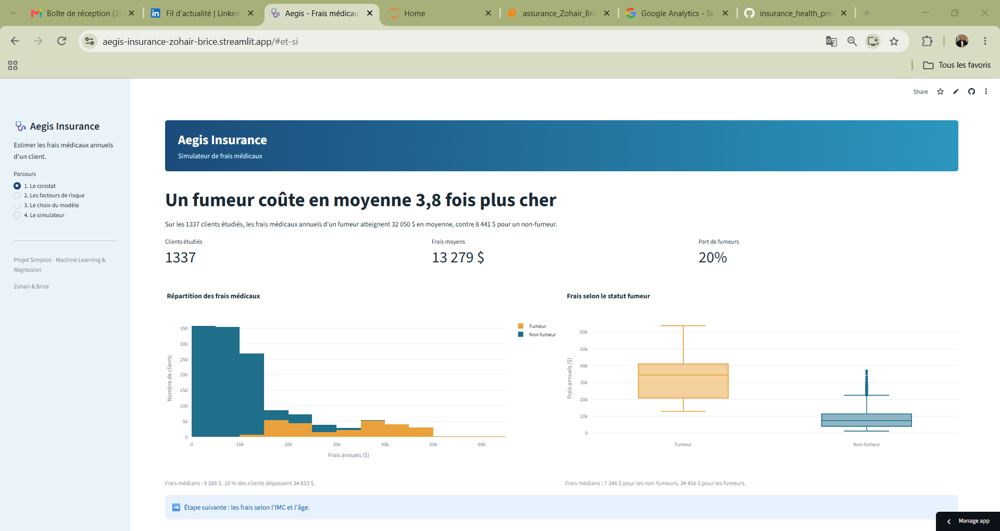 Boîte de réception (3)
Fil d'actualité | Linked
Aegis - Frais médicau
Home
assurance_Zohair_Bri
Google Analytics - Sk
insurance_health_pre
aegis-insurance-zohair-brice.streamlit.app/#et-si
Tous les favoris
Share
Aegis Insurance
Estimer les frais médicaux annuels
d'un client.
Parcours
1. Le constat
2. Les facteurs de risque
3. Le choix du modèle
4. Le simulateur
Projet Simplon - Machine Learning &
Régression
Zohair & Brice
Aegis Insurance
Simulateur de frais médicaux
Un fumeur coûte en moyenne 3,8 fois plus cher
Sur les 1337 clients étudiés, les frais médicaux annuels d'un fumeur atteignent 32 050 $ en moyenne, contre 8 441 $ pour un non-fumeur.
Clients étudiés
1337
Frais moyens
13 279 $
Part de fumeurs
20%
Répartition des frais médicaux
Nombre de clients
350
300
250
200
150
100
50
0
0
10k
20k
30k
40k
50k
60k
Frais annuels ($)
Fumeur
Non-fumeur
Frais médians : 9 386 $. 10 % des clients dépassent 34 833 $.
Frais selon le statut fumeur
Frais annuels ($)
60k
50k
40k
30k
20k
10k
0
Fumeur
Non-fumeur
Frais médians : 7 346 $ pour les non-fumeurs, 34 456 $ pour les fumeurs.
Étape suivante : les frais selon l'IMC et l'âge.
Manage app